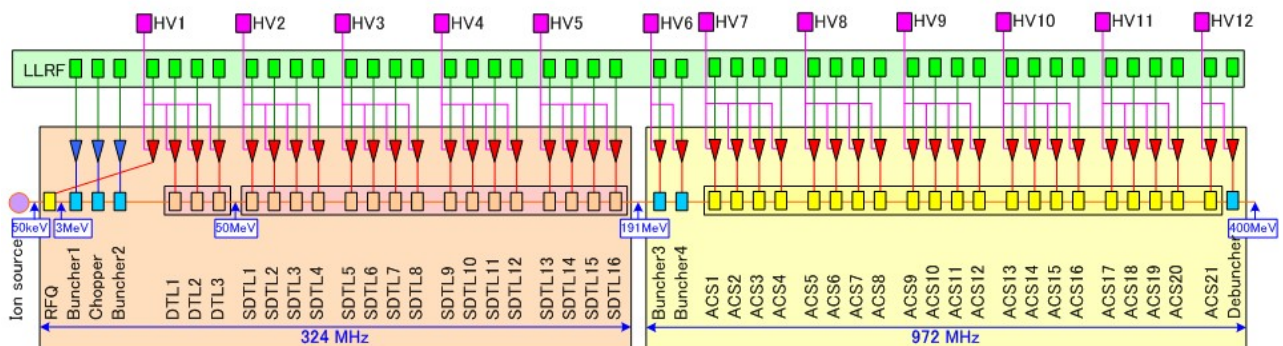 HV1 HV2 HV3 HV4 HV5 HV6 HV7 HV8 HV9 HV10 HV11 HV12
LLRF
50keV 3MeV 50MeV 191MeV 400MeV
Ion source
RFQ
Buncher1
Chopper
Buncher2
DTL1
DTL2
DTL3
SDTL1
SDTL2
SDTL3
SDTL4
SDTL5
SDTL6
SDTL7
SDTL8
SDTL9
SDTL10
SDTL11
SDTL12
SDTL13
SDTL14
SDTL15
SDTL16
Buncher3
Buncher4
ACS1
ACS2
ACS3
ACS4
ACS5
ACS6
ACS7
ACS8
ACS9
ACS10
ACS11
ACS12
ACS13
ACS14
ACS15
ACS16
ACS17
ACS18
ACS19
ACS20
ACS21
Debuncher
324 MHz
972 MHz